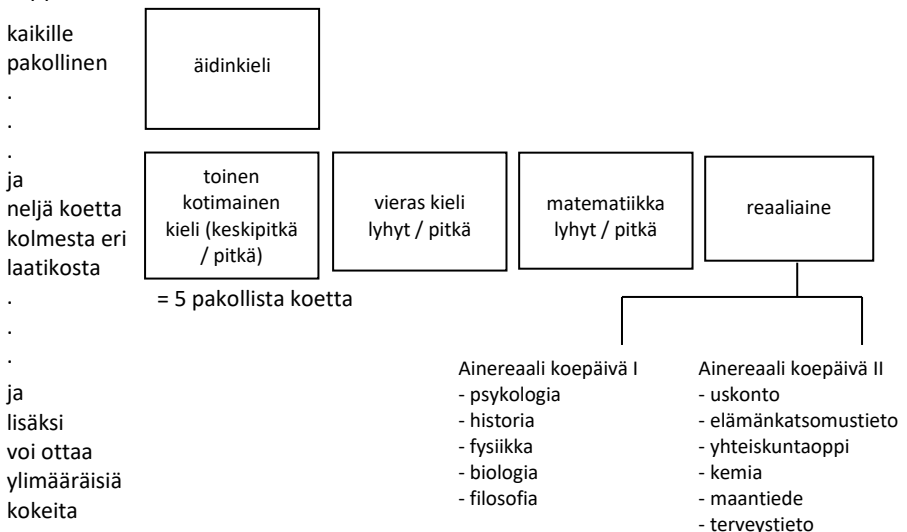 kaikille
pakollinen
.
.
.
ja
neljä koetta
kolmesta eri
laatikosta
.
.
.
ja
lisäksi
voi ottaa
ylimääräisiä
kokeita
äidinkieli
toinen
kotimainen
kieli (keskipitkä
/ pitkä)
vieras kieli
lyhyt / pitkä
matematiikka
lyhyt / pitkä
reaaliaine
= 5 pakollista koetta
Ainereaali koepäivä I
- psykologia
- historia
- fysiikka
- biologia
- filosofia
Ainereaali koepäivä II
- uskonto
- elämänkatsomustieto
- yhteiskuntaoppi
- kemia
- maantiede
- terveystieto